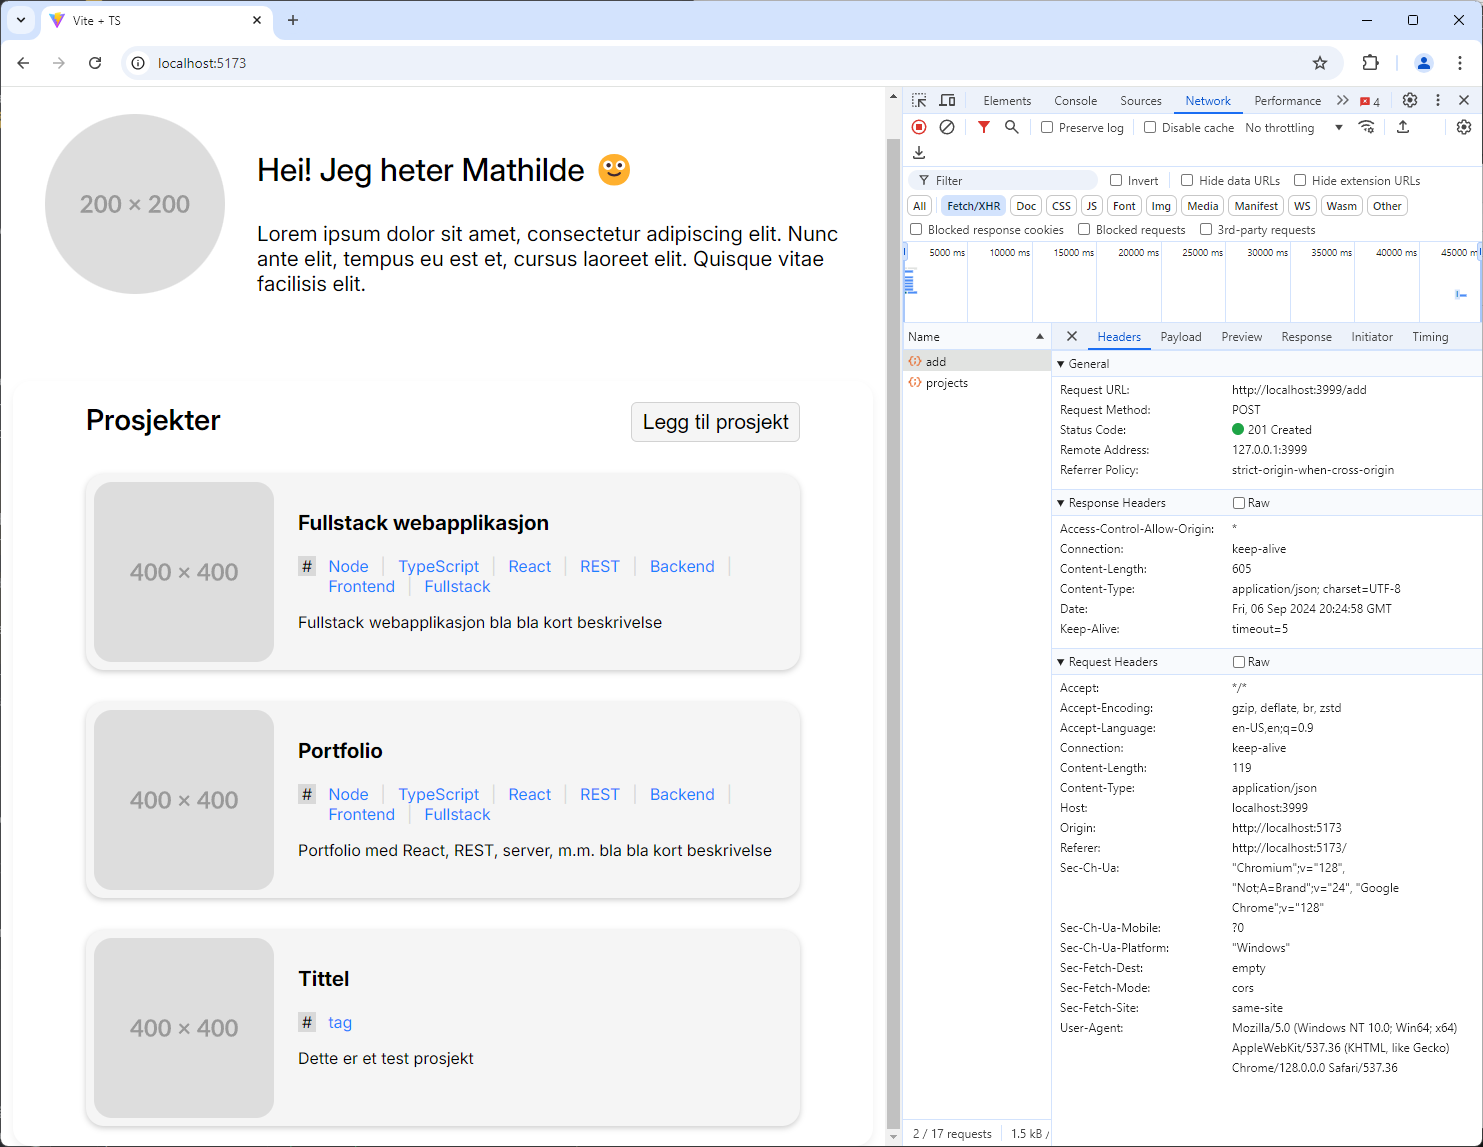 Vite + TS
localhost:5173
200 × 200
Hei! Jeg heter Mathilde
Lorem ipsum dolor sit amet, consectetur adipiscing elit. Nunc
ante elit, tempus eu est et, cursus laoreet elit. Quisque vitae
facilisis elit.
Prosjekter
Legg til prosjekt
400 × 400
Fullstack webapplikasjon
# Node TypeScript React REST Backend
Frontend Fullstack
Fullstack webapplikasjon bla bla kort beskrivelse
400 × 400
Portfolio
# Node TypeScript React REST Backend
Frontend Fullstack
Portfolio med React, REST, server, m.m. bla bla kort beskrivelse
400 × 400
Tittel
# tag
Dette er et test prosjekt
Elements Console Sources Network Performance 4
Preserve log Disable cache No throttling
Filter Invert Hide data URLs Hide extension URLs
All Fetch/XHR Doc CSS JS Font Img Media Manifest WS Wasm Other
Blocked response cookies Blocked requests 3rd-party requests
5000 ms 10000 ms 15000 ms 20000 ms 25000 ms 30000 ms 35000 ms 40000 ms 45000 m
Name
add
projects
2 / 17 requests 1.5 kB /
Headers Payload Preview Response Initiator Timing
General
Request URL: http://localhost:3999/add
Request Method: POST
Status Code: 201 Created
Remote Address: 127.0.0.1:3999
Referrer Policy: strict-origin-when-cross-origin
Response Headers Raw
Access-Control-Allow-Origin: *
Connection: keep-alive
Content-Length: 605
Content-Type: application/json; charset=UTF-8
Date: Fri, 06 Sep 2024 20:24:58 GMT
Keep-Alive: timeout=5
Request Headers Raw
Accept: */*
Accept-Encoding: gzip, deflate, br, zstd
Accept-Language: en-US,en;q=0.9
Connection: keep-alive
Content-Length: 119
Content-Type: application/json
Host: localhost:3999
Origin: http://localhost:5173
Referer: http://localhost:5173/
Sec-Ch-Ua: "Chromium";v="128",
"Not;A=Brand";v="24", "Google
Chrome";v="128"
Sec-Ch-Ua-Mobile: ?0
Sec-Ch-Ua-Platform: "Windows"
Sec-Fetch-Dest: empty
Sec-Fetch-Mode: cors
Sec-Fetch-Site: same-site
User-Agent: Mozilla/5.0 (Windows NT 10.0; Win64; x64)
AppleWebKit/537.36 (KHTML, like Gecko)
Chrome/128.0.0.0 Safari/537.36